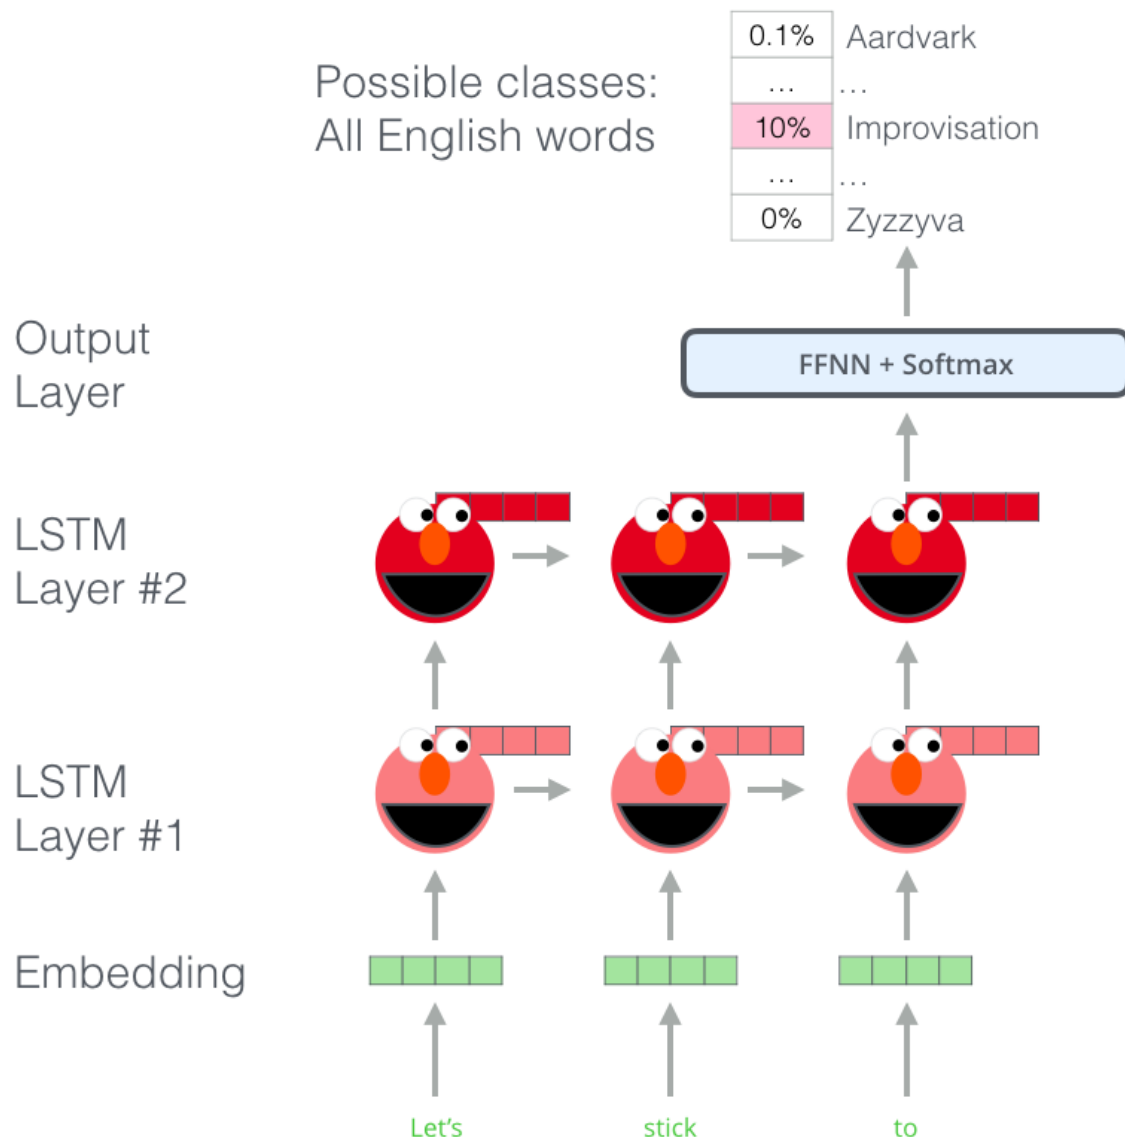 0.1% Aardvark
... ...
Possible classes:
All English words
10% Improvisation
... ...
0% Zyzzyva
Output
Layer
FFNN + Softmax
LSTM
Layer #2
LSTM
Layer #1
Embedding
Let's stick to